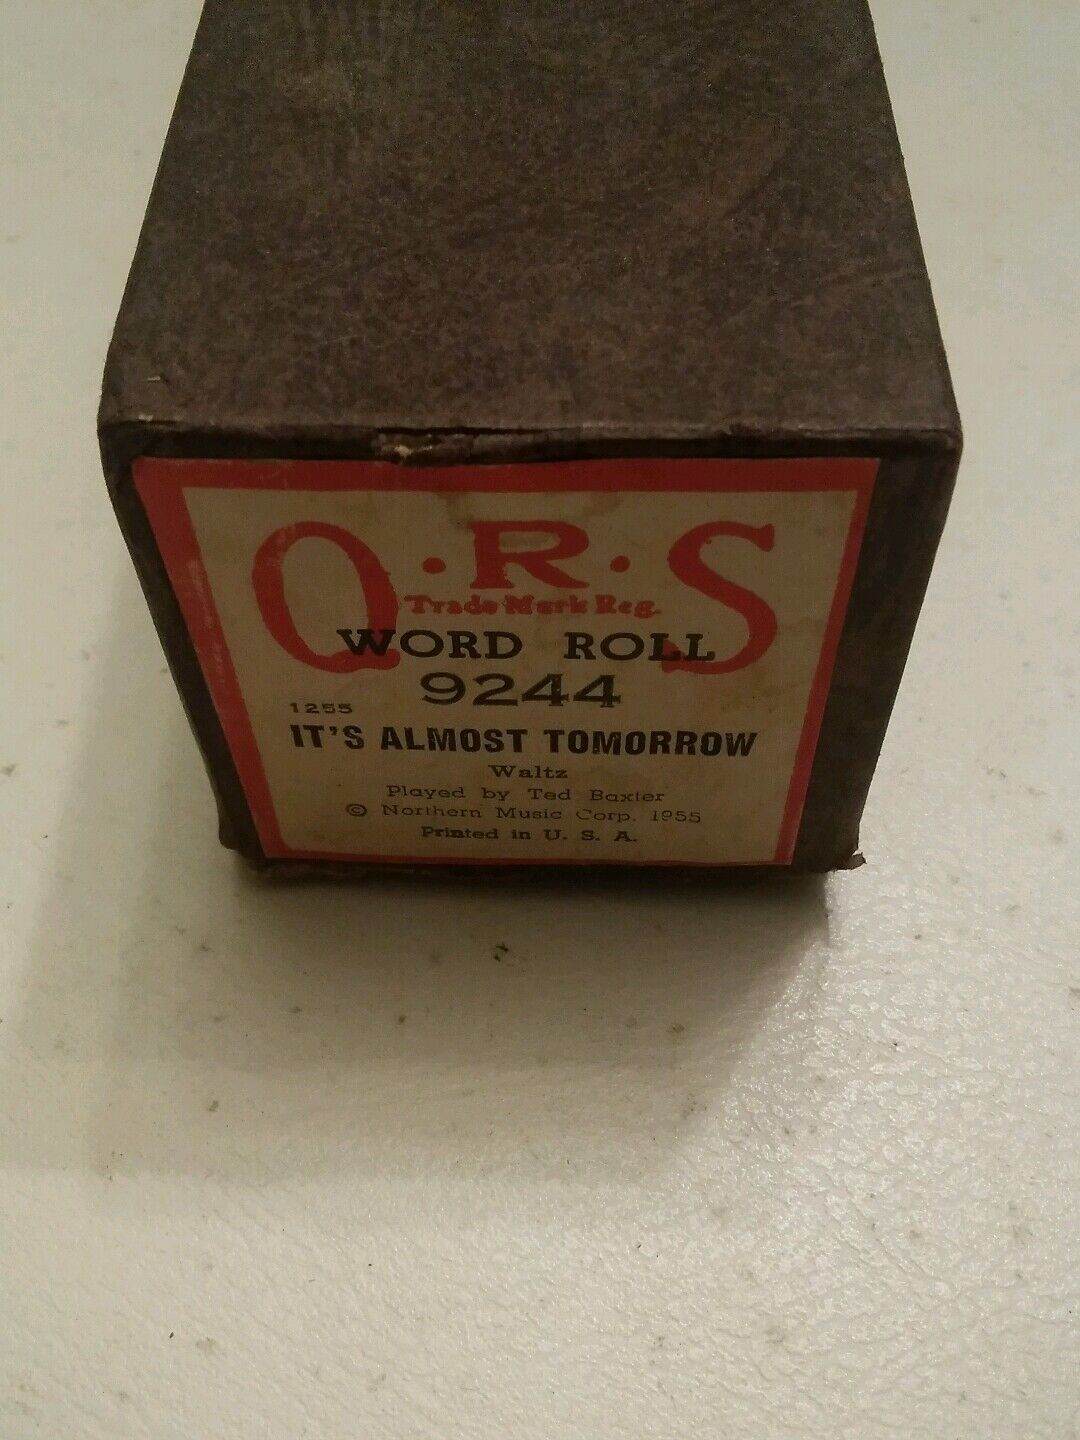 Q·R·S
Trade Mark Reg.
WORD ROLL
9244
1255
IT'S ALMOST TOMORROW
Waltz
Played by Ted Baxter
© Northern Music Corp. 1955
Printed in U. S. A.